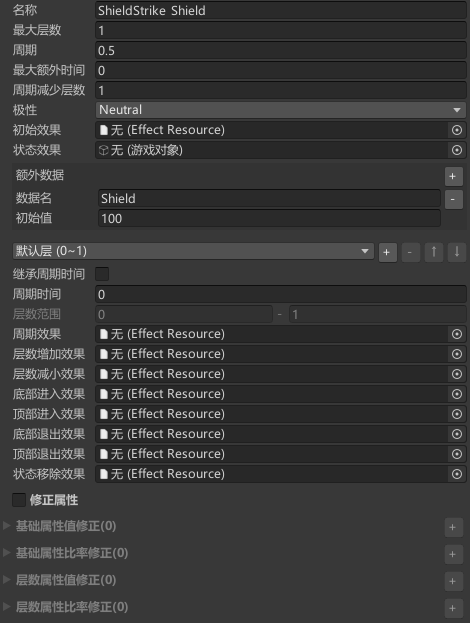 名称 ShieldStrike Shield
最大层数 1
周期 0.5
最大额外时间 0
周期减少层数 1
极性 Neutral
初始效果 无 (Effect Resource)
状态效果 无 (游戏对象)
额外数据 +
数据名 Shield -
初始值 100
默认层 (0~1) + - ↑ ↓
继承周期时间
周期时间 0
层数范围 0 - 1
周期效果 无 (Effect Resource)
层数增加效果 无 (Effect Resource)
层数减小效果 无 (Effect Resource)
底部进入效果 无 (Effect Resource)
顶部进入效果 无 (Effect Resource)
底部退出效果 无 (Effect Resource)
顶部退出效果 无 (Effect Resource)
状态移除效果 无 (Effect Resource)
修正属性
基础属性值修正(0) +
基础属性比率修正(0) +
层数属性值修正(0) +
层数属性比率修正(0) +